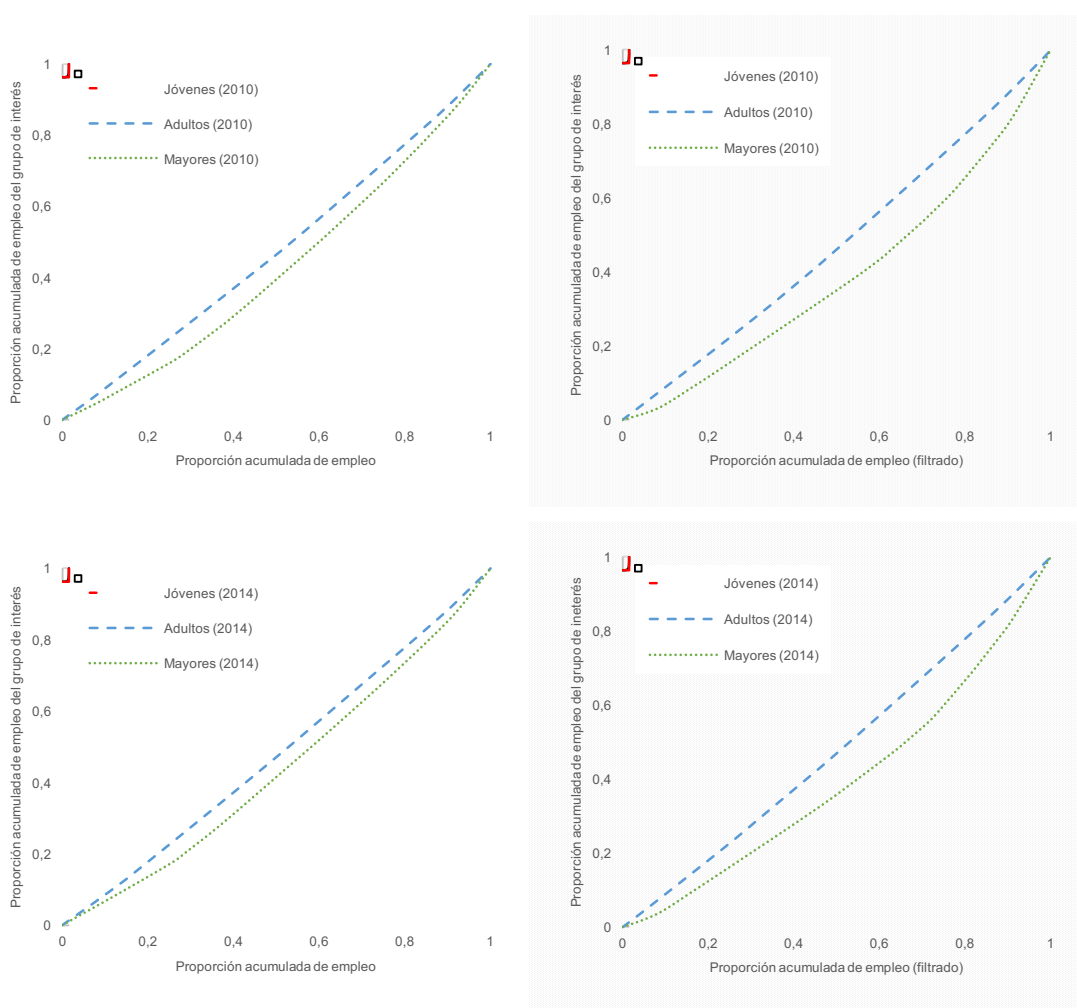 Proporción acumulada de empleo del grupo de interés
1
0,8
0,6
0,4
0,2
0
Jóvenes (2010)
Adultos (2010)
Mayores (2010)
0 0,2 0,4 0,6 0,8 1
Proporción acumulada de empleo
Proporción acumulada de empleo del grupo de interés
1
0,8
0,6
0,4
0,2
0
Jóvenes (2010)
Adultos (2010)
Mayores (2010)
0 0,2 0,4 0,6 0,8 1
Proporción acumulada de empleo (filtrado)
Proporción acumulada de empleo del grupo de interés
1
0,8
0,6
0,4
0,2
0
Jóvenes (2014)
Adultos (2014)
Mayores (2014)
0 0,2 0,4 0,6 0,8 1
Proporción acumulada de empleo
Proporción acumulada de empleo del grupo de ineterés
1
0,8
0,6
0,4
0,2
0
Jóvenes (2014)
Adultos (2014)
Mayores (2014)
0 0,2 0,4 0,6 0,8 1
Proporción acumulada de empleo (filtrado)